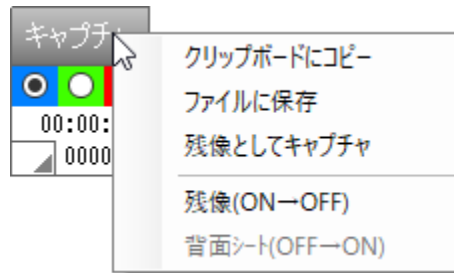 キャプチャ
クリップボードにコピー
ファイルに保存
残像としてキャプチャ
残像(ON→OFF)
背面シート(OFF→ON)
00:00:
0000